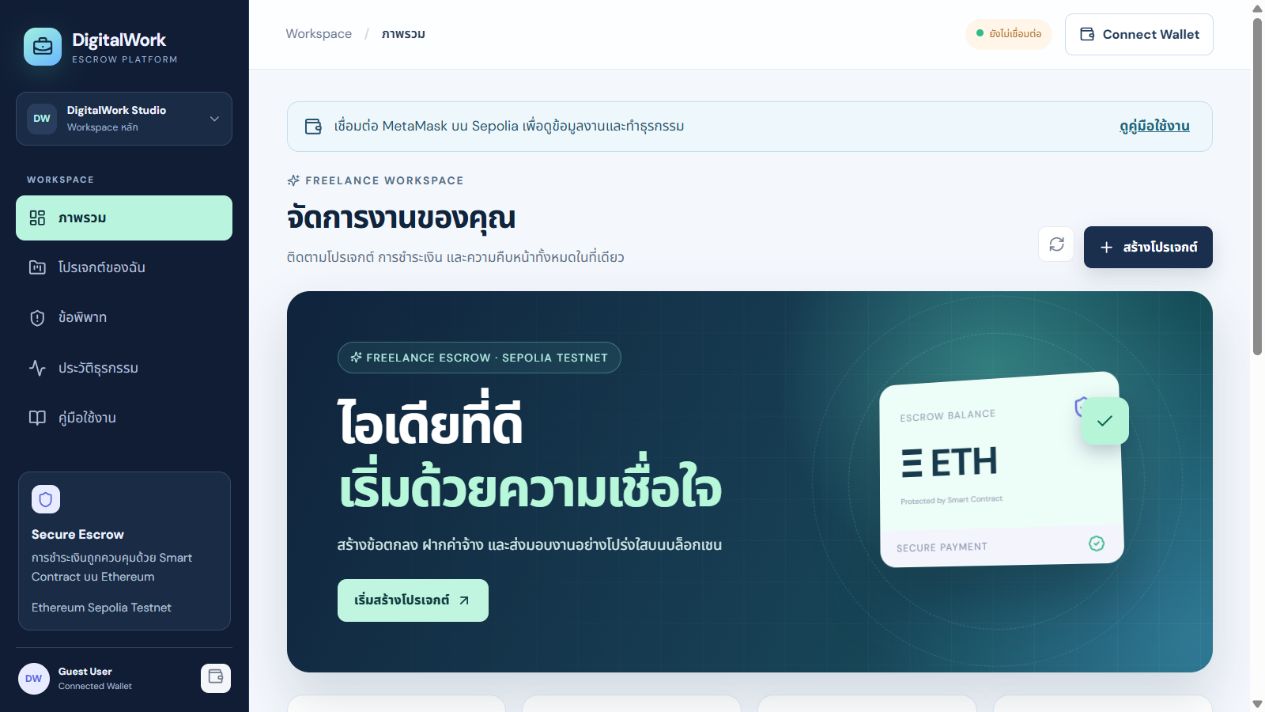 DigitalWork
ESCROW PLATFORM
DW
DigitalWork Studio
Workspace หลัก
WORKSPACE
ภาพรวม
โปรเจกต์ของฉัน
ข้อพิพาท
ประวัติธุรกรรม
คู่มือใช้งาน
Secure Escrow
การชำระเงินถูกควบคุมด้วย Smart
Contract บน Ethereum
Ethereum Sepolia Testnet
DW
Guest User
Connected Wallet
Workspace / ภาพรวม
ยังไม่เชื่อมต่อ
Connect Wallet
เชื่อมต่อ MetaMask บน Sepolia เพื่อดูข้อมูลงานและทำธุรกรรม
ดูคู่มือใช้งาน
FREELANCE WORKSPACE
จัดการงานของคุณ
ติดตามโปรเจกต์ การชำระเงิน และความคืบหน้าทั้งหมดในที่เดียว
สร้างโปรเจกต์
FREELANCE ESCROW · SEPOLIA TESTNET
ไอเดียที่ดี
เริ่มด้วยความเชื่อใจ
สร้างข้อตกลง ฝากค่าจ้าง และส่งมอบงานอย่างโปร่งใสบนบล็อกเชน
เริ่มสร้างโปรเจกต์
ESCROW BALANCE
Ξ ETH
Protected by Smart Contract
SECURE PAYMENT